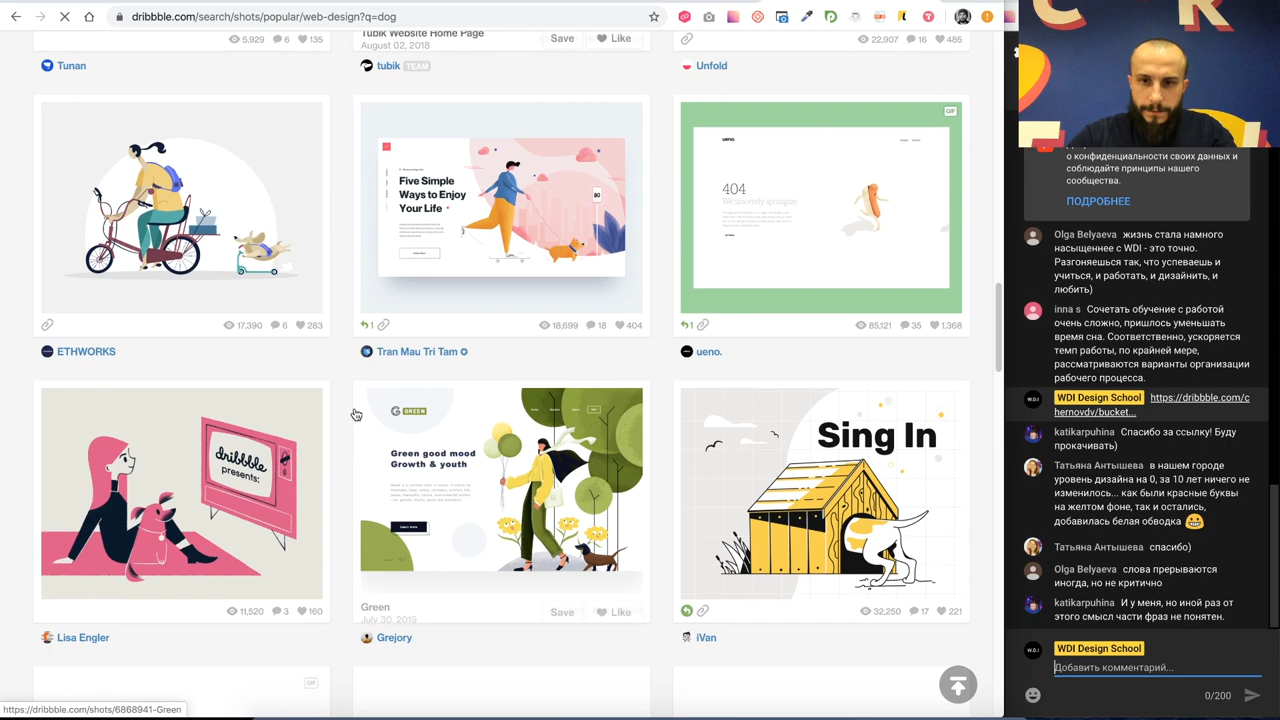 dribbble.com/search/shots/popular/web-design?q=dog
5,929 6 135
Tubik Website Home Page
August 02, 2018
Save Like
22,907 16 485
Tunan
tubik TEAM
Unfold
Five Simple
Ways to Enjoy
Your Life
60
GIF
ueno.
404
We sincerely apologize
17,390 6 283
1 18,699 18 404
1 85,121 35 1,368
ETHWORKS
Tran Mau Tri Tam
ueno.
dribbble
presents:
G GREEN
Green good mood
Growth & youth
Learn more
Sing In
11,520 3 160
Green
July 30, 2019
Save Like
32,250 17 221
Lisa Engler
Grejory
iVan
GIF
https://dribbble.com/shots/6868941-Green
о конфиденциальности своих данных и
соблюдайте принципы нашего
сообщества.
ПОДРОБНЕЕ
Olga Belyaeva жизнь стала намного
насыщеннее с WDI - это точно.
Разгоняешься так, что успеваешь и
учиться, и работать, и дизайнить, и
любить)
inna s Сочетать обучение с работой
очень сложно, пришлось уменьшать
время сна. Соответственно, ускоряется
темп работы, по крайней мере,
рассматриваются варианты организации
рабочего процесса.
W.D.I WDI Design School https://dribbble.com/c
hernovdv/bucket...
katikarpuhina Спасибо за ссылку! Буду
прокачивать)
Татьяна Антышева в нашем городе
уровень дизайна на 0, за 10 лет ничего не
изменилось... как были красные буквы
на желтом фоне, так и остались,
добавилась белая обводка
Татьяна Антышева спасибо)
Olga Belyaeva слова прерываются
иногда, но не критично
katikarpuhina И у меня, но иной раз от
этого смысл части фраз не понятен.
W.D.I WDI Design School
Добавить комментарий...
0/200